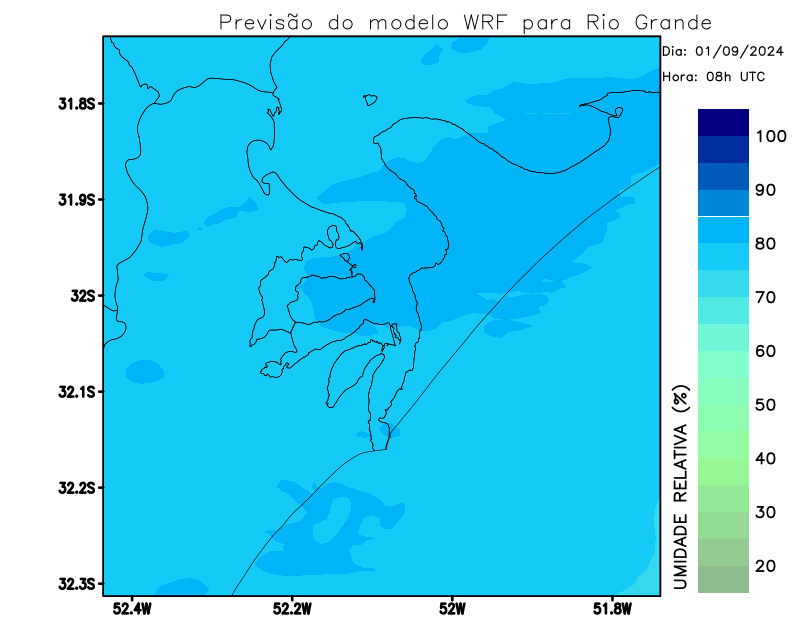 Previsão do modelo WRF para Rio Grande
Dia: 01/09/2024
Hora: 08h UTC
31.8S
31.9S
32S
32.1S
32.2S
32.3S
52.4W
52.2W
52W
51.8W
100
90
80
70
60
50
40
30
20
UMIDADE RELATIVA (%)